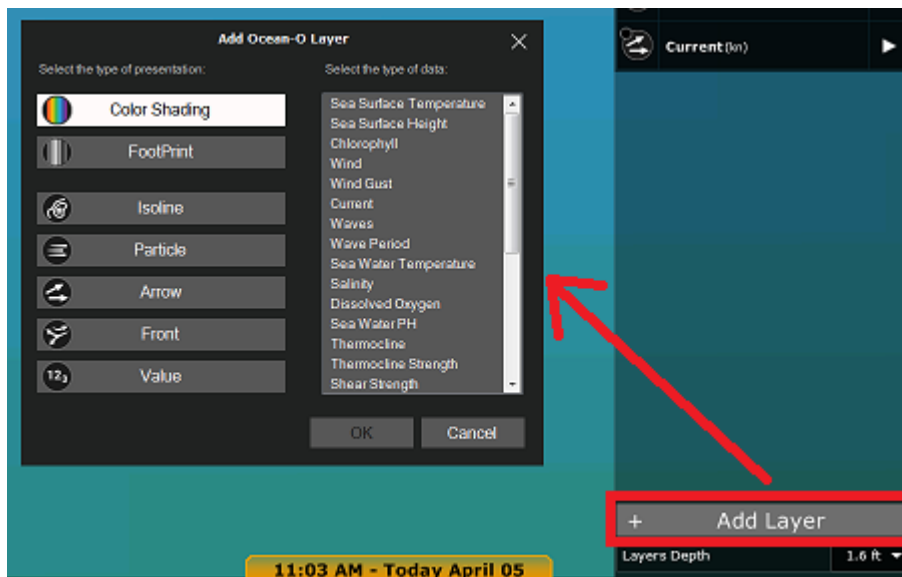 Add Ocean-O Layer
Select the type of presentation:
Color Shading
FootPrint
Isoline
Particle
Arrow
Front
123
Value
Select the type of data:
Sea Surface Temperature
Sea Surface Height
Chlorophyll
Wind
Wind Gust
Current
Waves
Wave Period
Sea Water Temperature
Salinity
Dissolved Oxygen
Sea Water PH
Thermocline
Thermocline Strength
Shear Strength
OK
Cancel
Current (kn)
+ Add Layer
Layers Depth 1.6 ft
11:03 AM - Today April 05